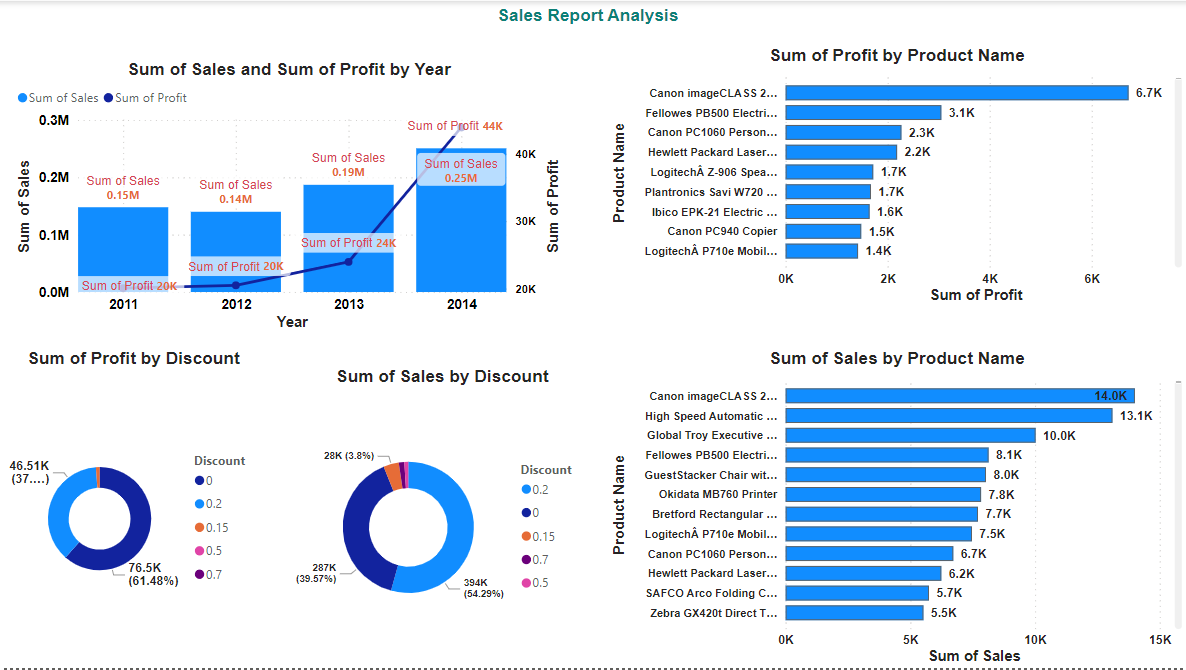 Sales Report Analysis
Sum of Sales and Sum of Profit by Year
Sum of Sales Sum of Profit
Sum of Sales
0.3M
0.2M
0.1M
0.0M
Sum of Sales
0.15M
Sum of Sales
0.14M
Sum of Sales
0.19M
Sum of Sales
0.25M
Sum of Profit 20K
Sum of Profit 20K
Sum of Profit 24K
Sum of Profit 44K
40K
30K
20K
Sum of Profit
2011 2012 2013 2014
Year
Sum of Profit by Product Name
Product Name
Canon imageCLASS 2... 6.7K
Fellowes PB500 Electri... 3.1K
Canon PC1060 Person... 2.3K
Hewlett Packard Laser... 2.2K
LogitechÂ Z-906 Spea... 1.7K
Plantronics Savi W720 ... 1.7K
Ibico EPK-21 Electric ... 1.6K
Canon PC940 Copier 1.5K
LogitechÂ P710e Mobil... 1.4K
0K 2K 4K 6K
Sum of Profit
Sum of Profit by Discount
46.51K
(37....)
76.5K
(61.48%)
Discount
0
0.2
0.15
0.5
0.7
Sum of Sales by Discount
28K (3.8%)
287K
(39.57%)
394K
(54.29%)
Discount
0.2
0
0.15
0.7
0.5
Sum of Sales by Product Name
Product Name
Canon imageCLASS 2... 14.0K
High Speed Automatic ... 13.1K
Global Troy Executive ... 10.0K
Fellowes PB500 Electri... 8.1K
GuestStacker Chair wit... 8.0K
Okidata MB760 Printer 7.8K
Bretford Rectangular ... 7.7K
LogitechÂ P710e Mobil... 7.5K
Canon PC1060 Person... 6.7K
Hewlett Packard Laser... 6.2K
SAFCO Arco Folding C... 5.7K
Zebra GX420t Direct T... 5.5K
0K 5K 10K 15K
Sum of Sales